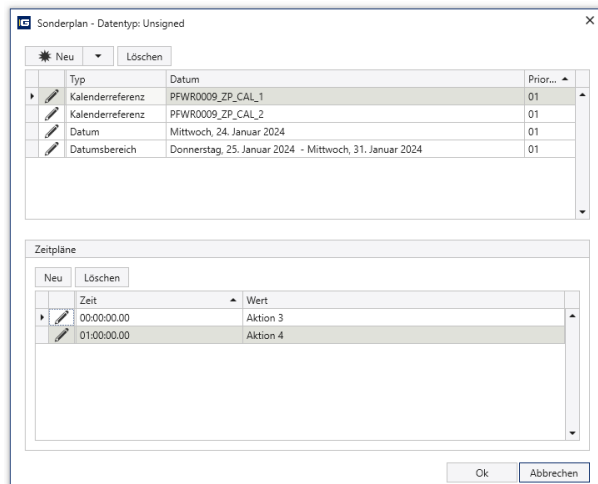 Sonderplan - Datentyp: Unsigned
Neu Löschen
Typ Datum Prior...
Kalenderreferenz PFWR0009_ZP_CAL_1 01
Kalenderreferenz PFWR0009_ZP_CAL_2 01
Datum Mittwoch, 24. Januar 2024 01
Datumsbereich Donnerstag, 25. Januar 2024 - Mittwoch, 31. Januar 2024 01
Zeitpläne
Neu Löschen
Zeit Wert
00:00:00.00 Aktion 3
01:00:00.00 Aktion 4
Ok Abbrechen